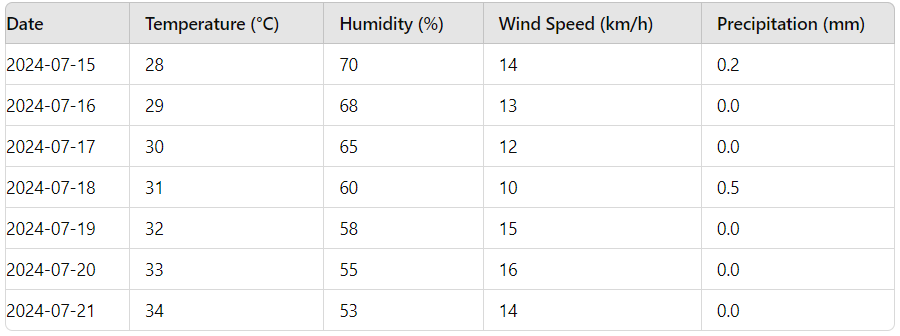 Date Temperature (°C) Humidity (%) Wind Speed (km/h) Precipitation (mm)
2024-07-15 28 70 14 0.2
2024-07-16 29 68 13 0.0
2024-07-17 30 65 12 0.0
2024-07-18 31 60 10 0.5
2024-07-19 32 58 15 0.0
2024-07-20 33 55 16 0.0
2024-07-21 34 53 14 0.0